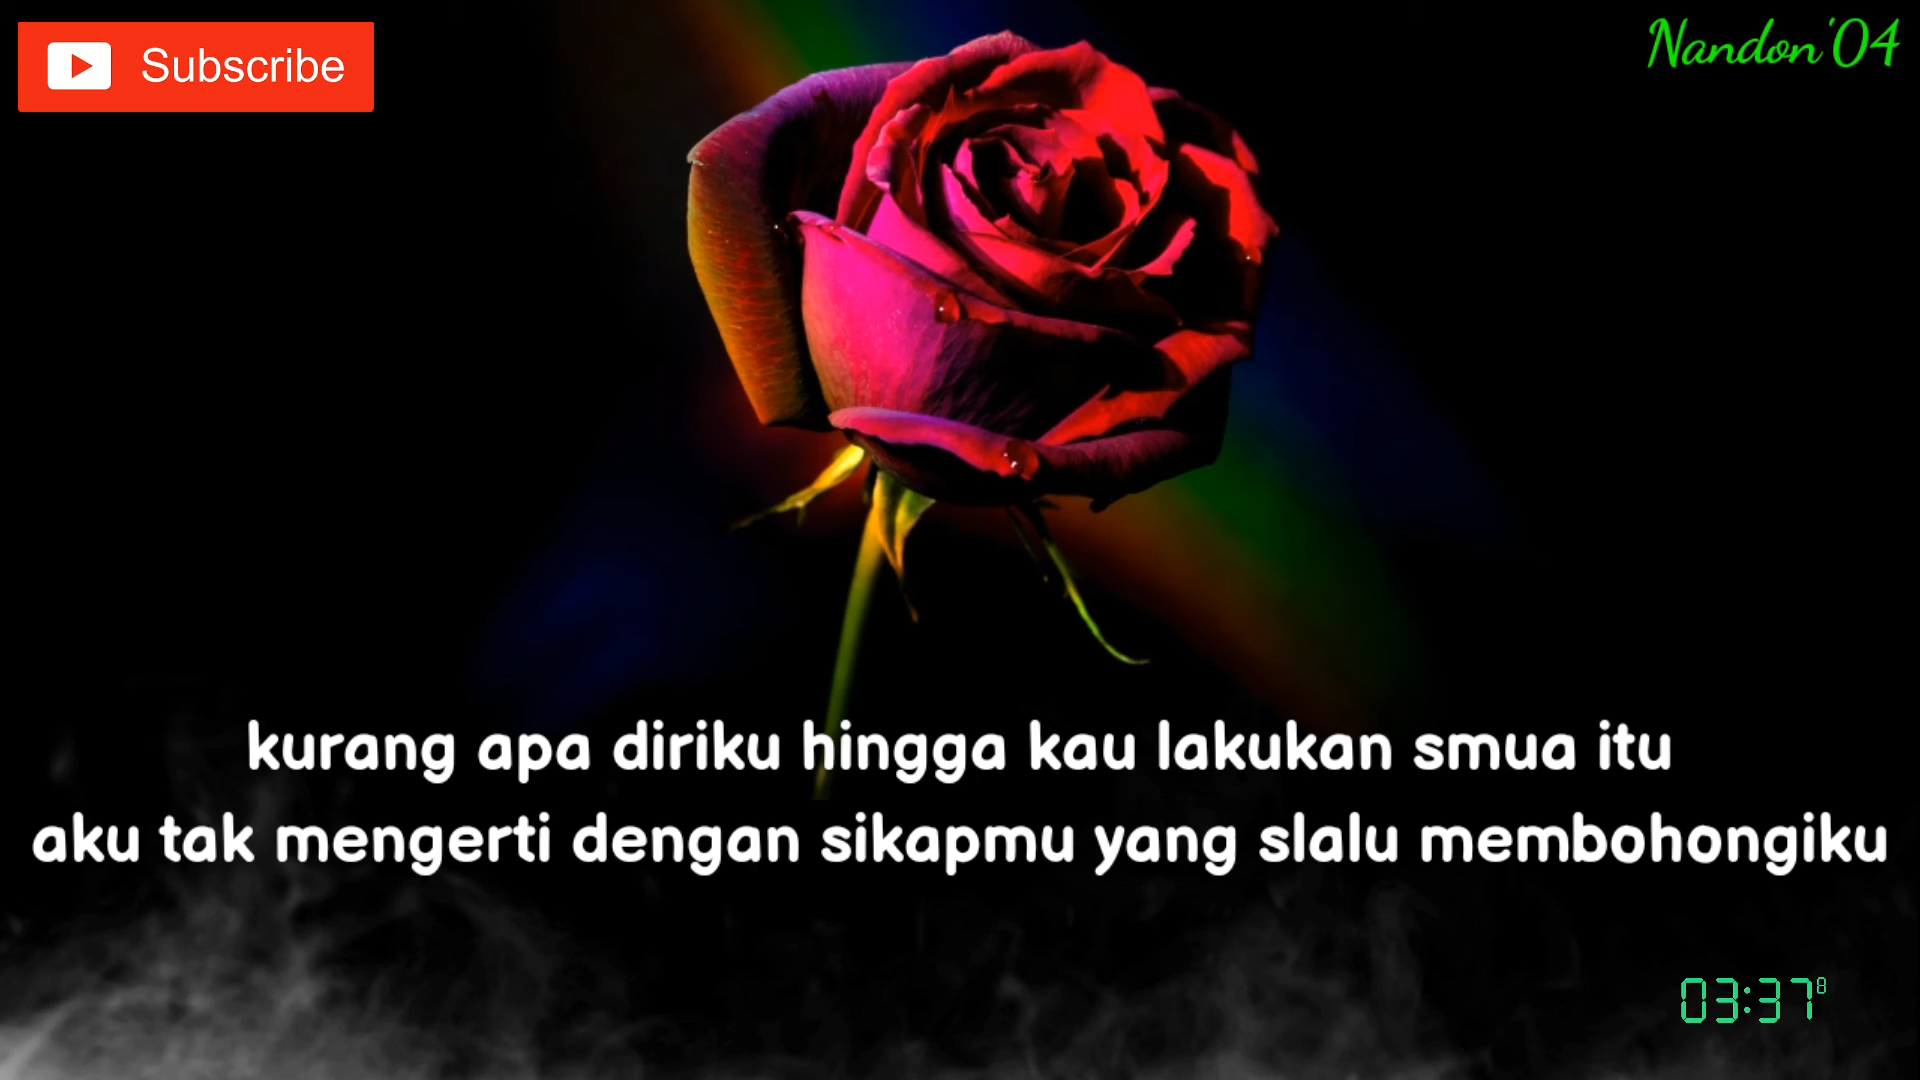 Subscribe
Nandon'04
kurang apa diriku hingga kau lakukan smua itu
aku tak mengerti dengan sikapmu yang slalu membohongiku
03:37 8